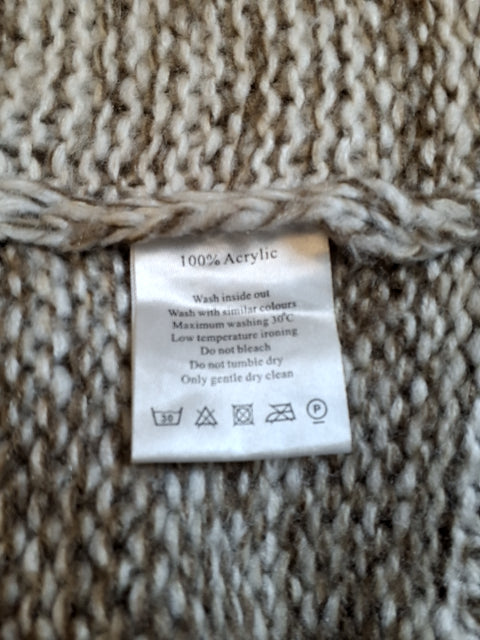 100% Acrylic
Wash inside out
Wash with similar colours
Maximum washing 30°C
Low temperature ironing
Do not bleach
Do not tumble dry
Only gentle dry clean
30 P